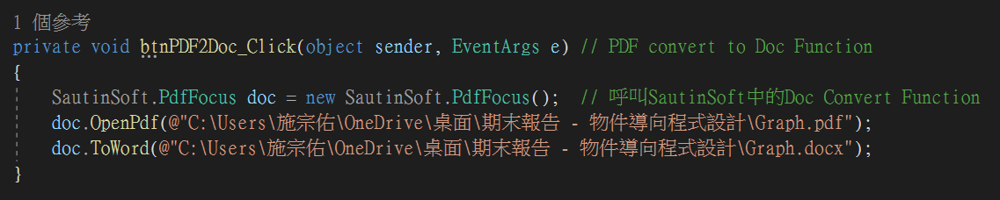 1 個參考
private void btnPDF2Doc_Click(object sender, EventArgs e) // PDF convert to Doc Function
{
    SautinSoft.PdfFocus doc = new SautinSoft.PdfFocus();  // 呼叫SautinSoft中的Doc Convert Function
    doc.OpenPdf(@"C:\Users\施宗佑\OneDrive\桌面\期末報告 - 物件導向程式設計\Graph.pdf");
    doc.ToWord(@"C:\Users\施宗佑\OneDrive\桌面\期末報告 - 物件導向程式設計\Graph.docx");
}